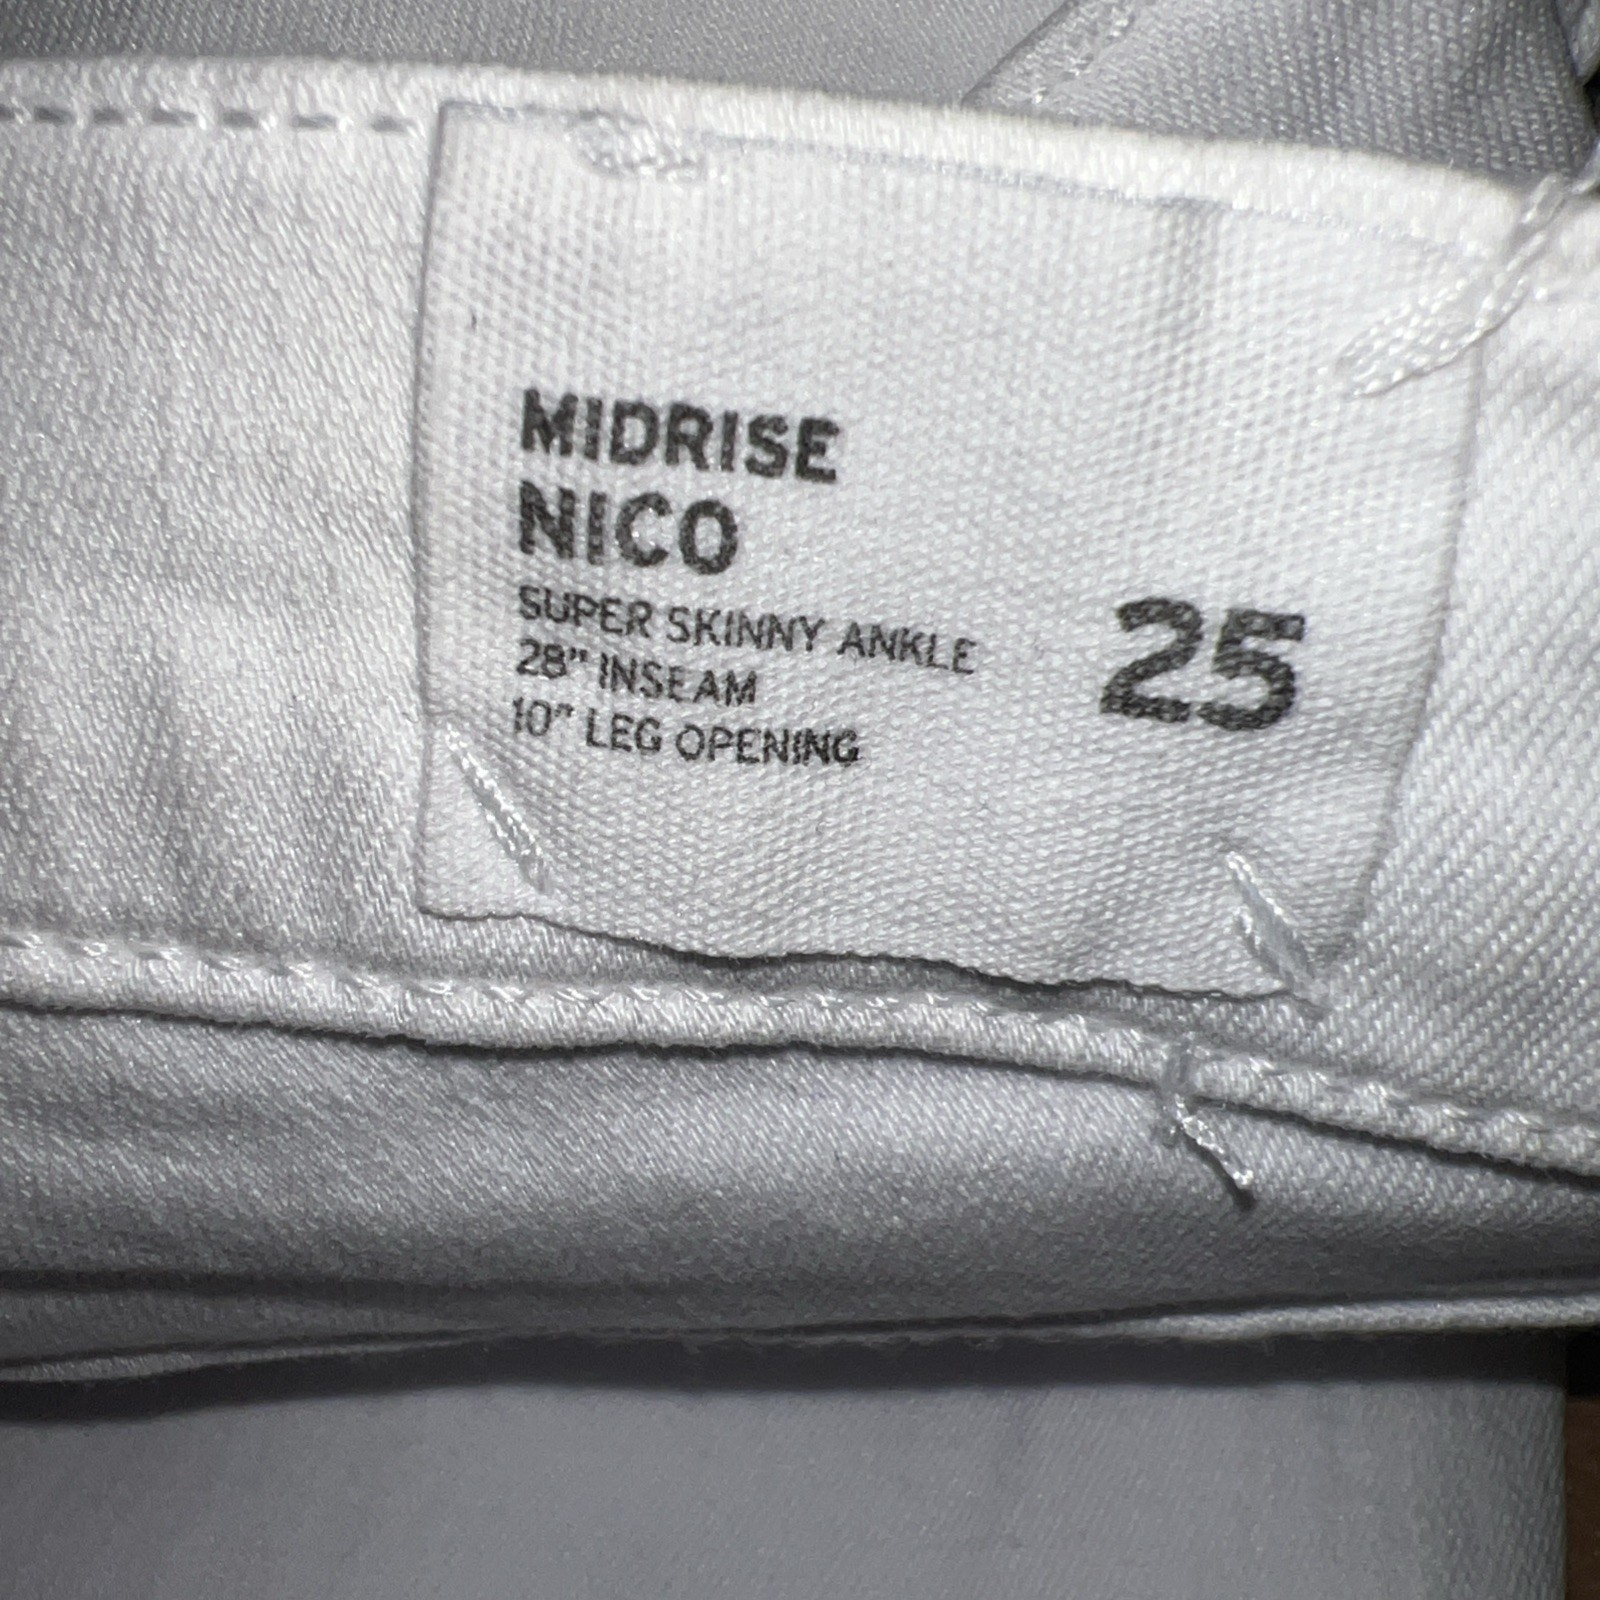 MIDRISE
NICO
SUPER SKINNY ANKLE
28" INSEAM
10" LEG OPENING
25